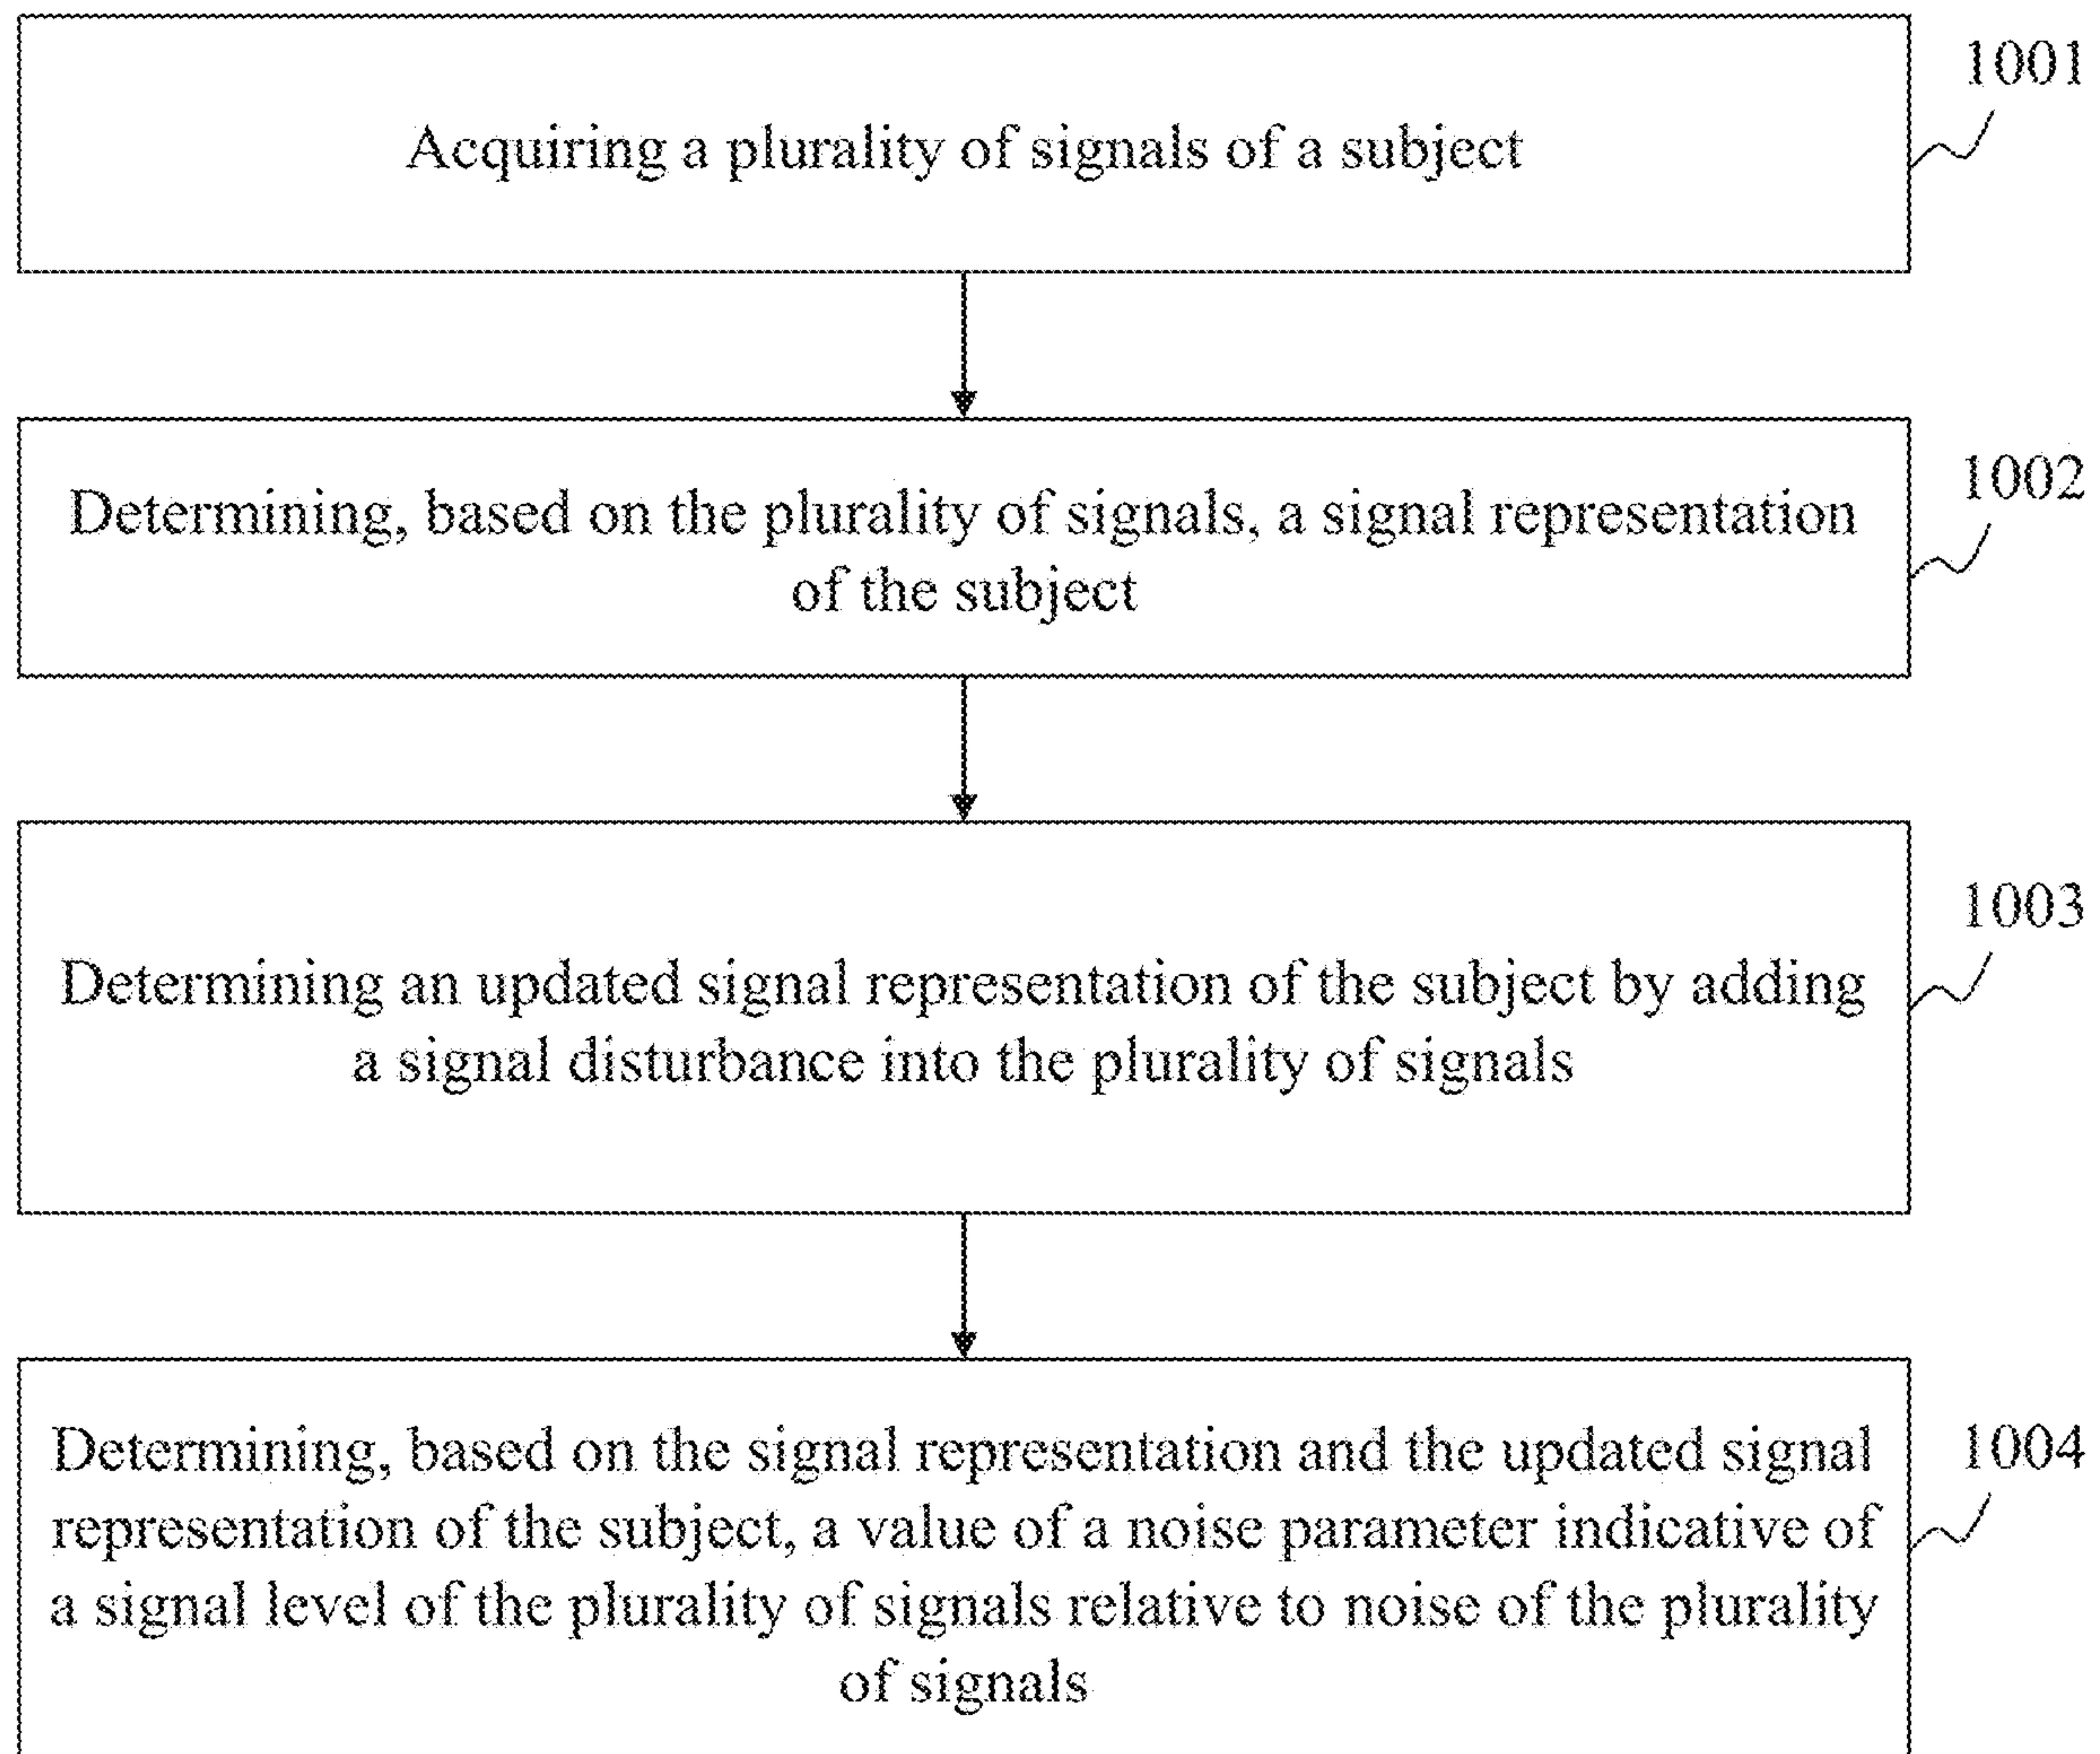 Acquiring a plurality of signals of a subject
1001
Determining, based on the plurality of signals, a signal representation
of the subject
1002
Determining an updated signal representation of the subject by adding
a signal disturbance into the plurality of signals
1003
Determining, based on the signal representation and the updated signal
representation of the subject, a value of a noise parameter indicative of
a signal level of the plurality of signals relative to noise of the plurality
of signals
1004